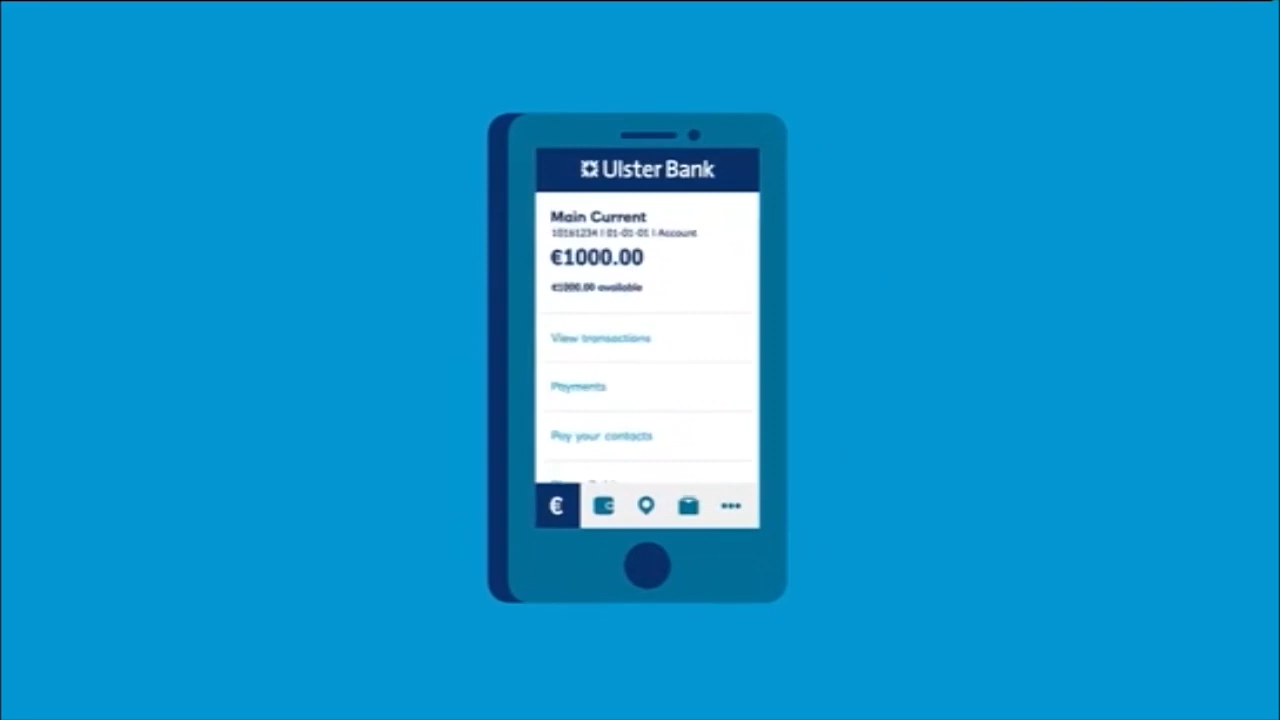 Ulster Bank
Main Current
10161234 | 01-01-01 | Account
€1000.00
€1000.00 available
View transactions
Payments
Pay your contacts
€